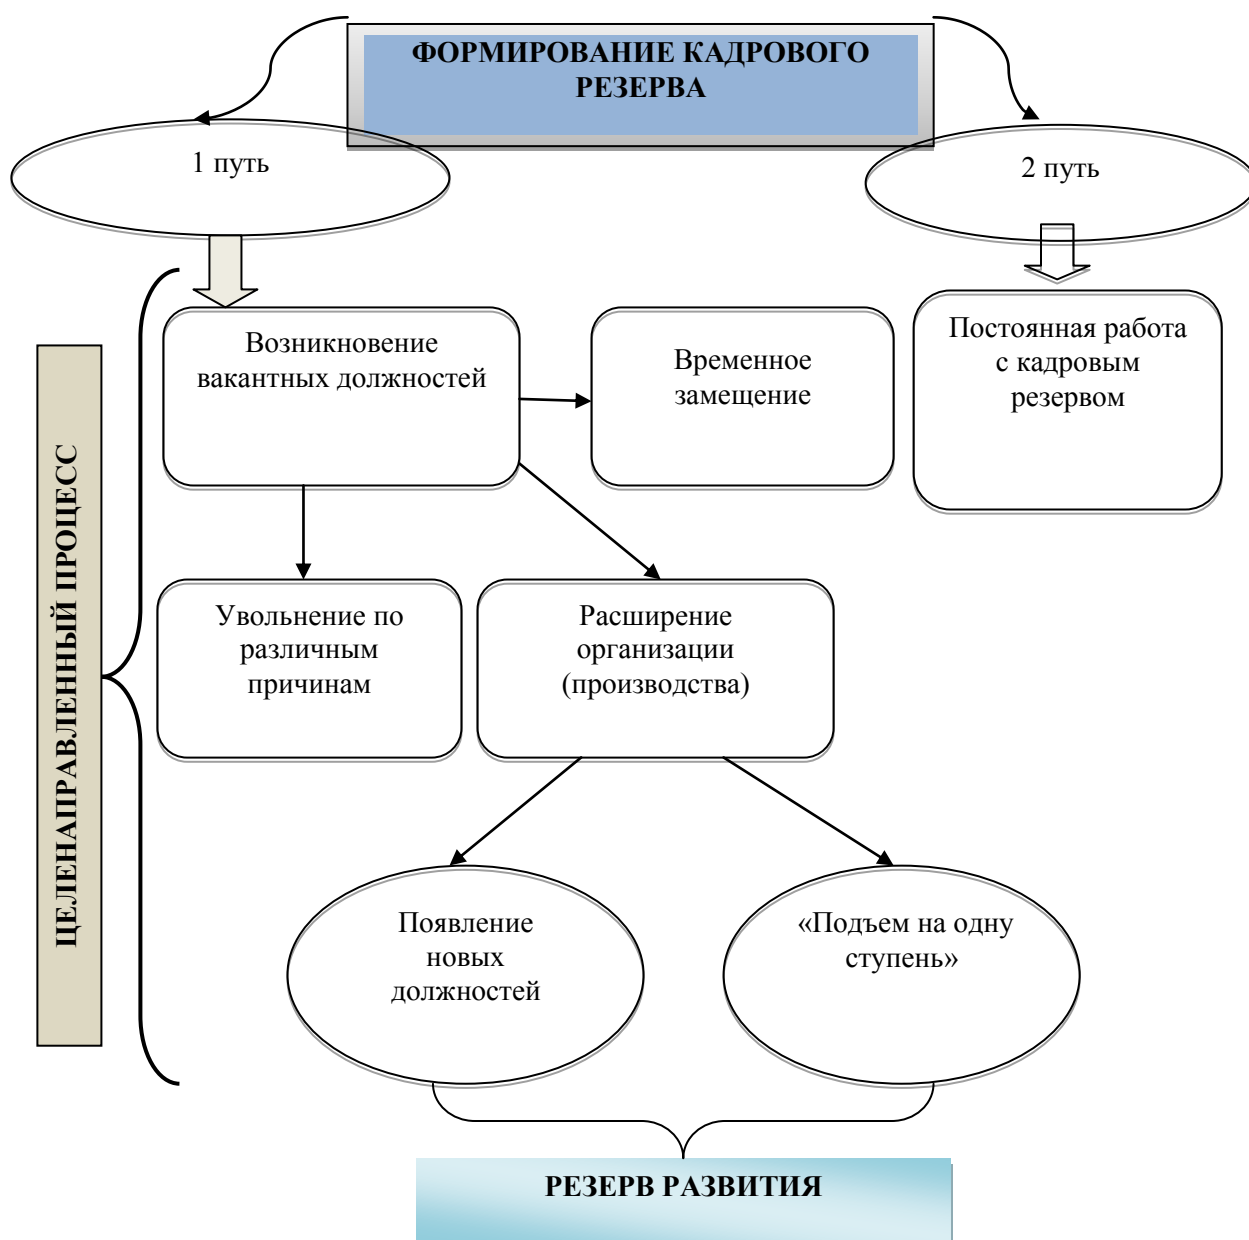 ФОРМИРОВАНИЕ КАДРОВОГО
РЕЗЕРВА
1 путь
2 путь
Возникновение
вакантных должностей
Временное
замещение
Постоянная работа
с кадровым
резервом
ЦЕЛЕНАПРАВЛЕННЫЙ ПРОЦЕСС
Увольнение по
различным
причинам
Расширение
организации
(производства)
Появление
новых
должностей
«Подъем на одну
ступень»
РЕЗЕРВ РАЗВИТИЯ